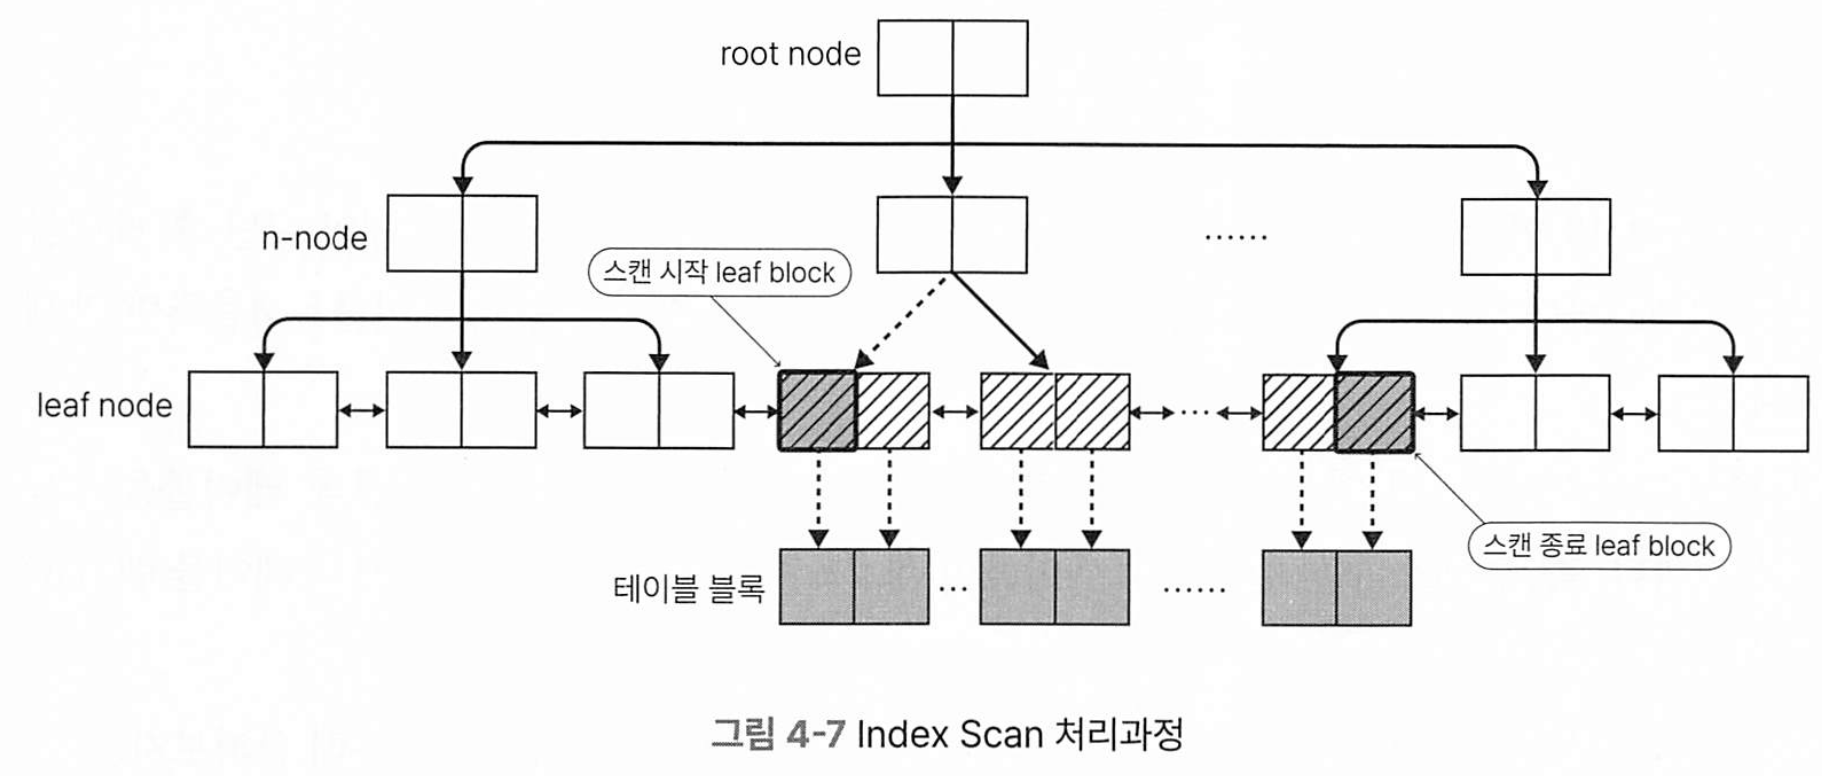 root node
n-node
스캔 시작 leaf block
......
leaf node
...
스캔 종료 leaf block
테이블 블록
...
......
그림 4-7 Index Scan 처리과정